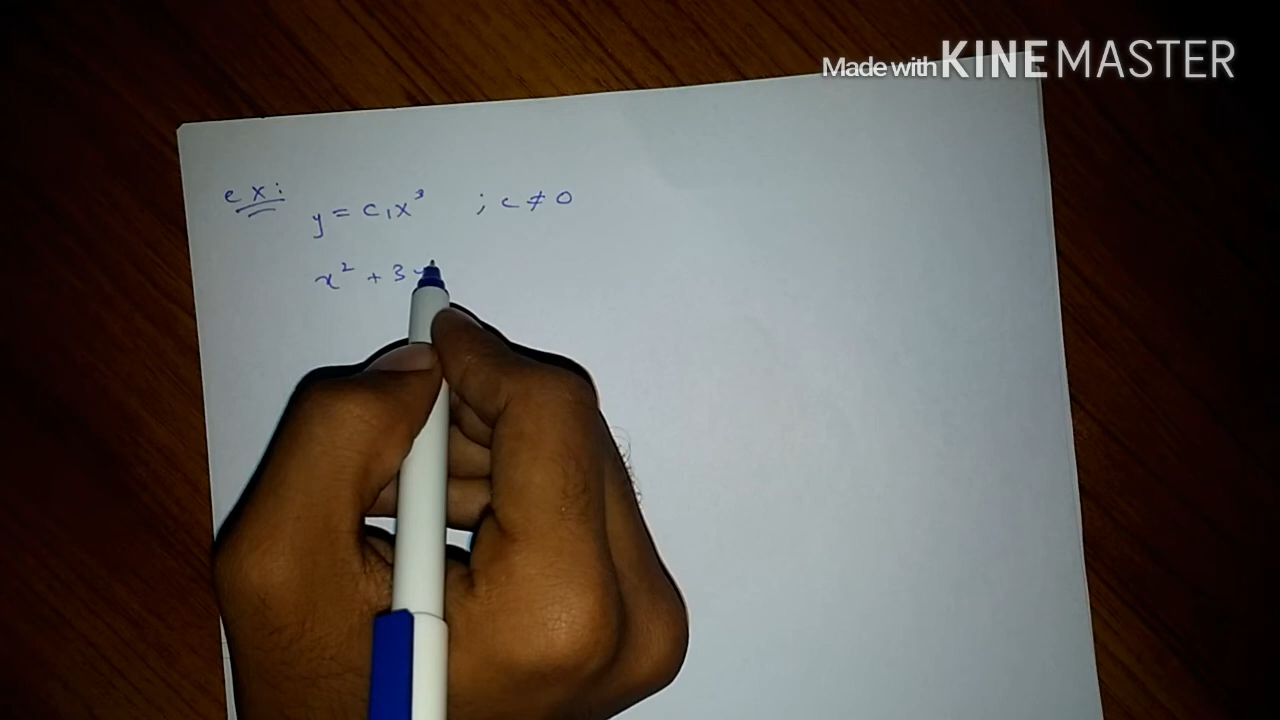 Made with KINEMASTER
ex:
y = c₁x³ ; c ≠ 0
x² + 3